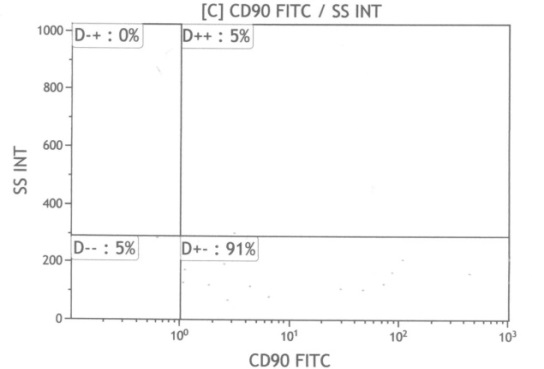 [C] CD90 FITC / SS INT
1000
D-+ : 0%
D++ : 5%
800
600
SS INT
400
D-- : 5%
D+- : 91%
200
0
10⁰
10¹
10²
10³
CD90 FITC